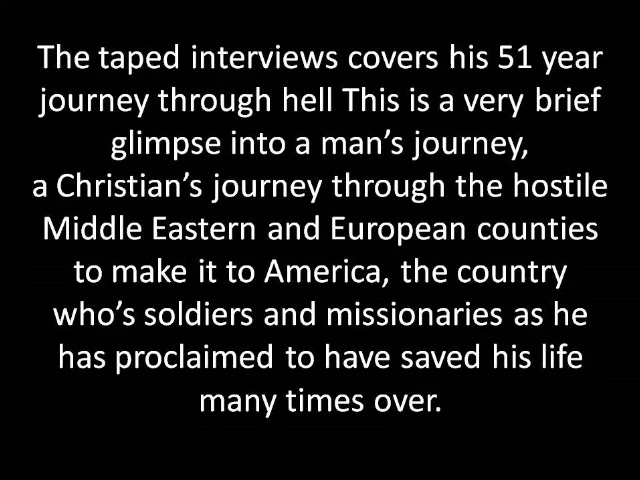 The taped interviews covers his 51 year
journey through hell This is a very brief
glimpse into a man’s journey,
a Christian’s journey through the hostile
Middle Eastern and European counties
to make it to America, the country
who’s soldiers and missionaries as he
has proclaimed to have saved his life
many times over.